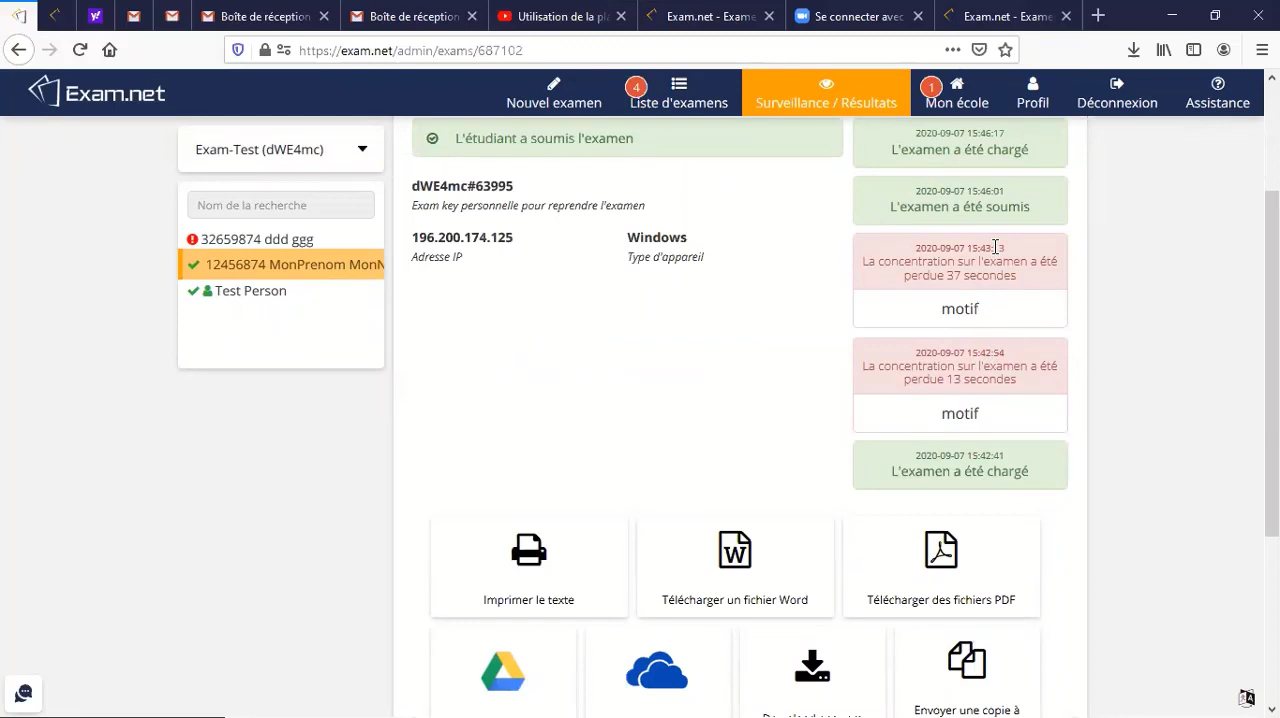 Boîte de réception
Boîte de réception
Utilisation de la pl
Exam.net - Exame
Se connecter avec
Exam.net - Exame
https://exam.net/admin/exams/687102
Exam.net
Nouvel examen
4
Liste d'examens
Surveillance / Résultats
1
Mon école
Profil
Déconnexion
Assistance
Exam-Test (dWE4mc)
Nom de la recherche
32659874 ddd ggg
12456874 MonPrenom MonN
Test Person
L'étudiant a soumis l'examen
dWE4mc#63995
Exam key personnelle pour reprendre l'examen
196.200.174.125
Adresse IP
Windows
Type d'appareil
2020-09-07 15:46:17
L'examen a été chargé
2020-09-07 15:46:01
L'examen a été soumis
2020-09-07
La concentration sur l'examen a été
perdue 37 secondes
motif
2020-09-07 15:42:54
La concentration sur l'examen a été
perdue 13 secondes
motif
2020-09-07 15:42:41
L'examen a été chargé
Imprimer le texte
Télécharger un fichier Word
Télécharger des fichiers PDF
Envoyer une copie à